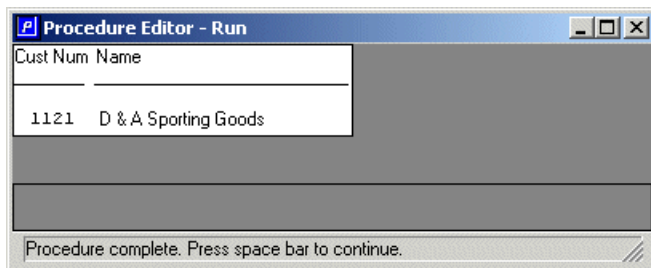 P Procedure Editor - Run
Cust Num Name
1121 D & A Sporting Goods
Procedure complete. Press space bar to continue.